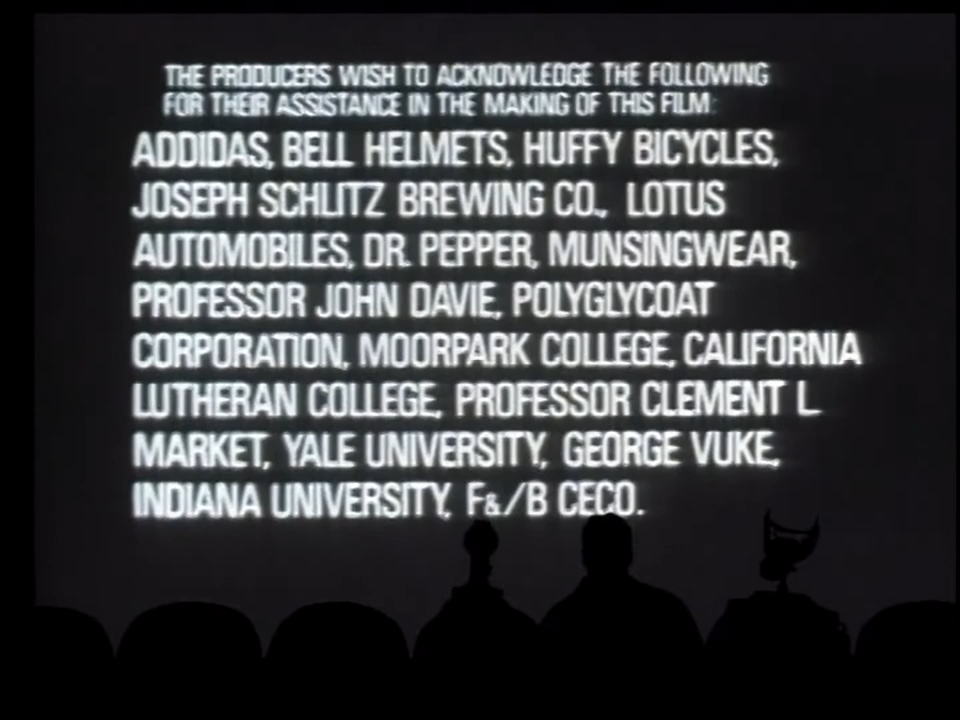 THE PRODUCERS WISH TO ACKNOWLEDGE THE FOLLOWING
FOR THEIR ASSISTANCE IN THE MAKING OF THIS FILM:
ADDIDAS, BELL HELMETS, HUFFY BICYCLES,
JOSEPH SCHLITZ BREWING CO., LOTUS
AUTOMOBILES, DR. PEPPER, MUNSINGWEAR,
PROFESSOR JOHN DAVIE, POLYGLYCOAT
CORPORATION, MOORPARK COLLEGE, CALIFORNIA
LUTHERAN COLLEGE, PROFESSOR CLEMENT L.
MARKET, YALE UNIVERSITY, GEORGE VUKE,
INDIANA UNIVERSITY, F&/B CECO.